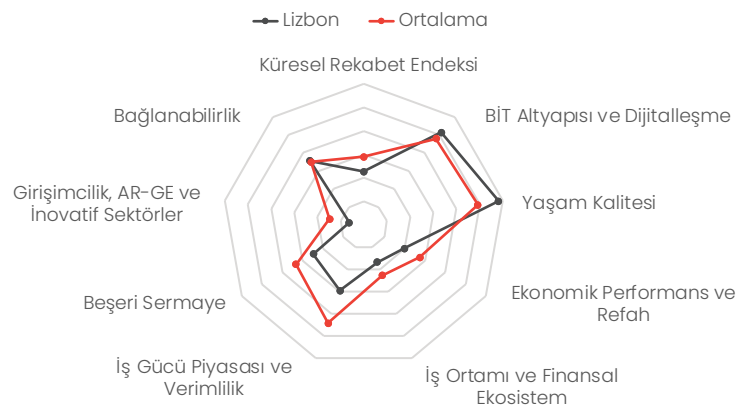 Lizbon
Ortalama
Küresel Rekabet Endeksi
BİT Altyapısı ve Dijitalleşme
Yaşam Kalitesi
Ekonomik Performans ve
Refah
İş Ortamı ve Finansal
Ekosistem
İş Gücü Piyasası ve
Verimlilik
Beşeri Sermaye
Girişimcilik, AR-GE ve
İnovatif Sektörler
Bağlanabilirlik